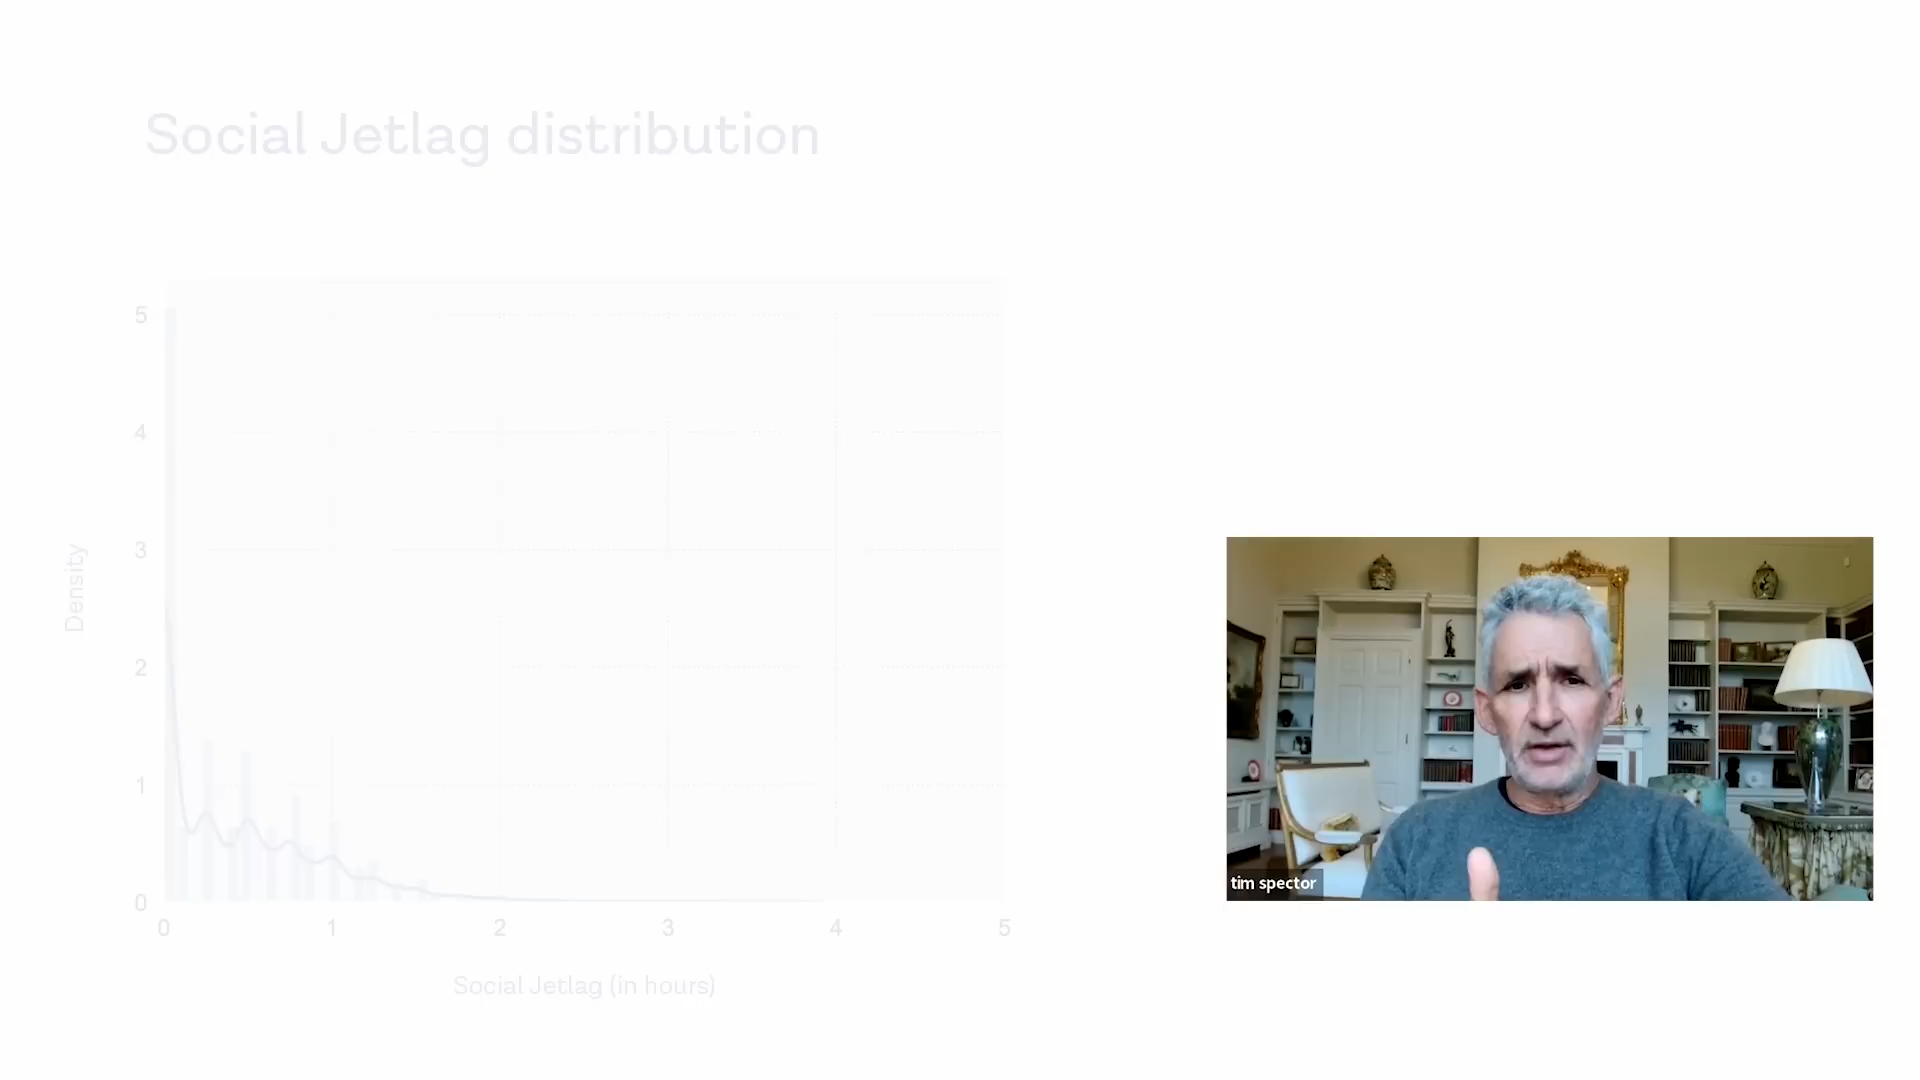 Social Jetlag distribution
5
4
3
2
1
0
Density
0 1 2 3 4 5
Social Jetlag (in hours)
tim spector